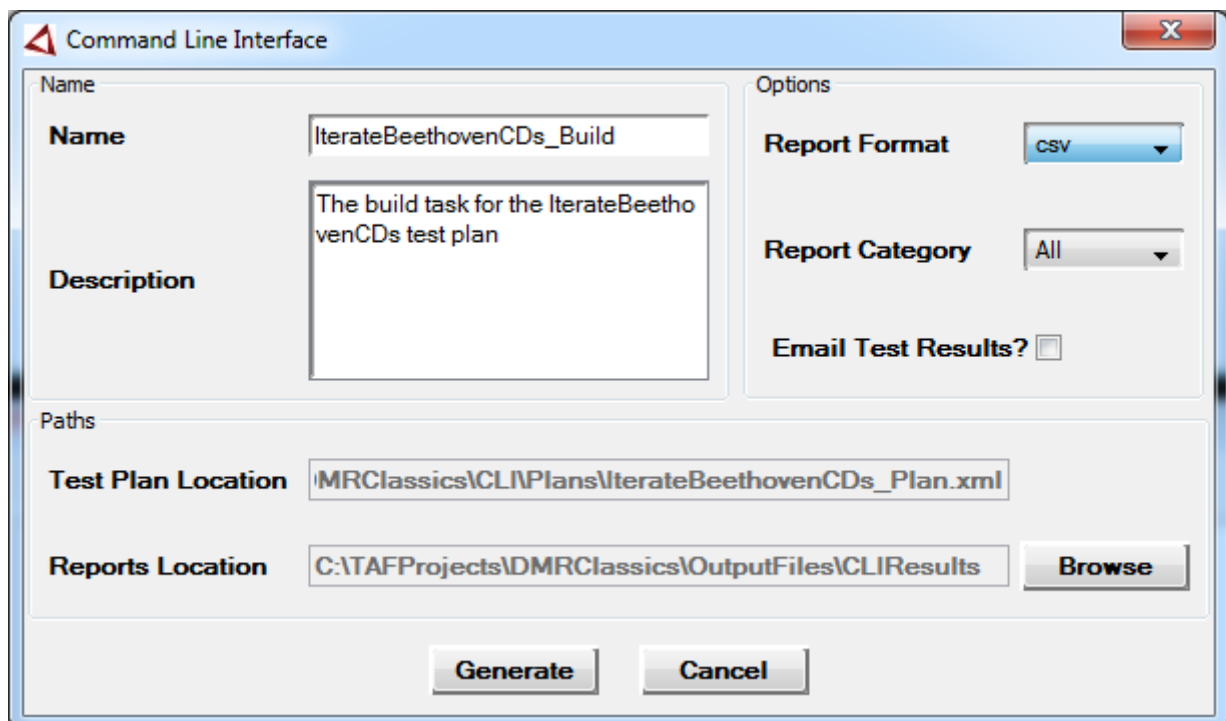 Command Line Interface
Name
Name
IterateBeethovenCDs_Build
Description
The build task for the IterateBeetho
venCDs test plan
Options
Report Format
csv
Report Category
All
Email Test Results?
Paths
Test Plan Location
MRClassics\CLI\Plans\IterateBeethovenCDs_Plan.xml
Reports Location
C:\TAFProjects\DMRClassics\OutputFiles\CLIResults
Browse
Generate
Cancel